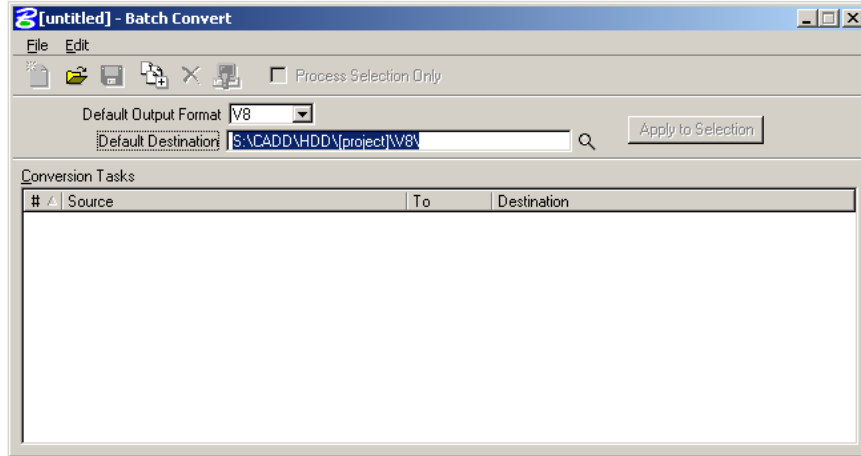 [untitled] - Batch Convert
File Edit
Process Selection Only
Default Output Format V8
Default Destination S:\CADD\HDD\[project]\V8\
Apply to Selection
Conversion Tasks
# Source To Destination